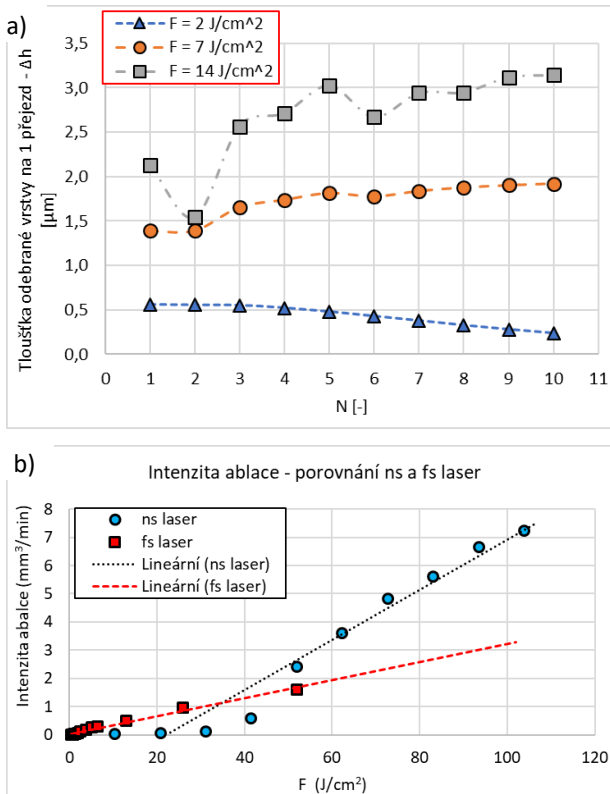 a)
F = 2 J/cm^2
F = 7 J/cm^2
F = 14 J/cm^2
Tloušťka odebrané vrstvy na 1 přejezd - Δh
[µm]
3,5
3,0
2,5
2,0
1,5
1,0
0,5
0,0
0 1 2 3 4 5 6 7 8 9 10 11
N [-]
b)
Intenzita ablace - porovnání ns a fs laser
ns laser
fs laser
Lineární (ns laser)
Lineární (fs laser)
Intenzita abalce (mm³/min)
8
7
6
5
4
3
2
1
0
0 20 40 60 80 100 120
F (J/cm²)